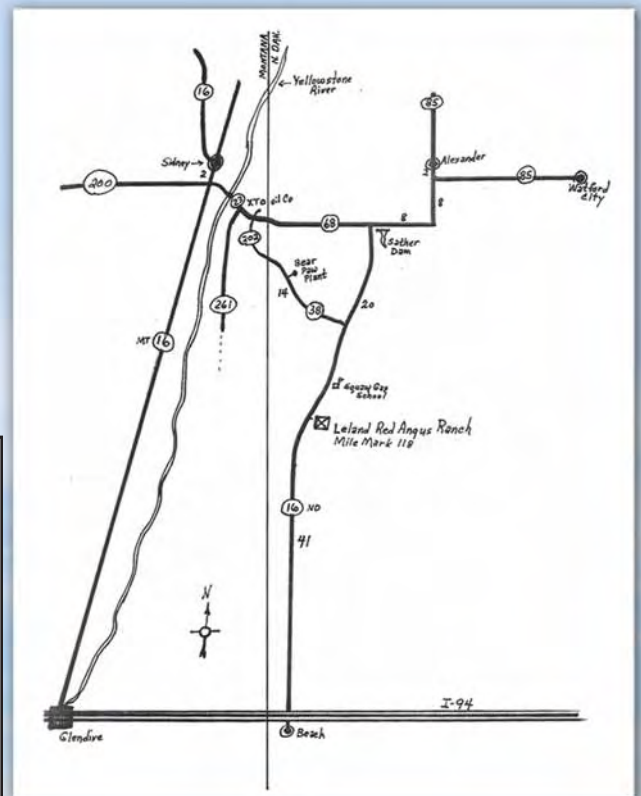 MONTANA
N. DAK.
Yellowstone
River
16
85
Sidney
2
Alexander
200
85
Watford
City
23
XTO Oil Co
68
8
8
Sather
Dam
202
Bear
Paw
Plant
14
20
261
38
MT 16
Squaw Gap
School
Leland Red Angus Ranch
Mile Mark 118
16 ND
41
N
I-94
Glendive
Beach